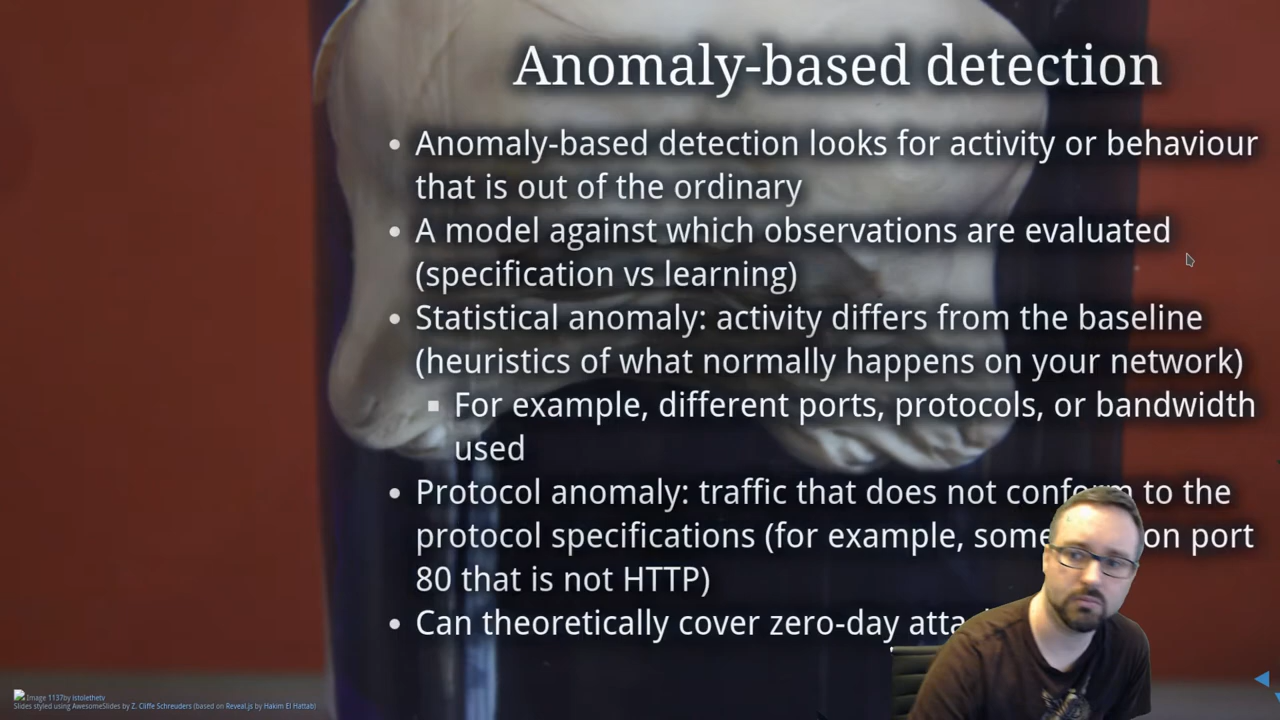 Anomaly-based detection
Anomaly-based detection looks for activity or behaviour
that is out of the ordinary
A model against which observations are evaluated
(specification vs learning)
Statistical anomaly: activity differs from the baseline
(heuristics of what normally happens on your network)
For example, different ports, protocols, or bandwidth
used
Protocol anomaly: traffic that does not conform to the
protocol specifications (for example, some on port
80 that is not HTTP)
Can theoretically cover zero-day
Image 1137by istolethetv
Slides styled using AwesomeSlides by Z. Cliffe Schreuders (based on Reveal.js by Hakim El Hattab)